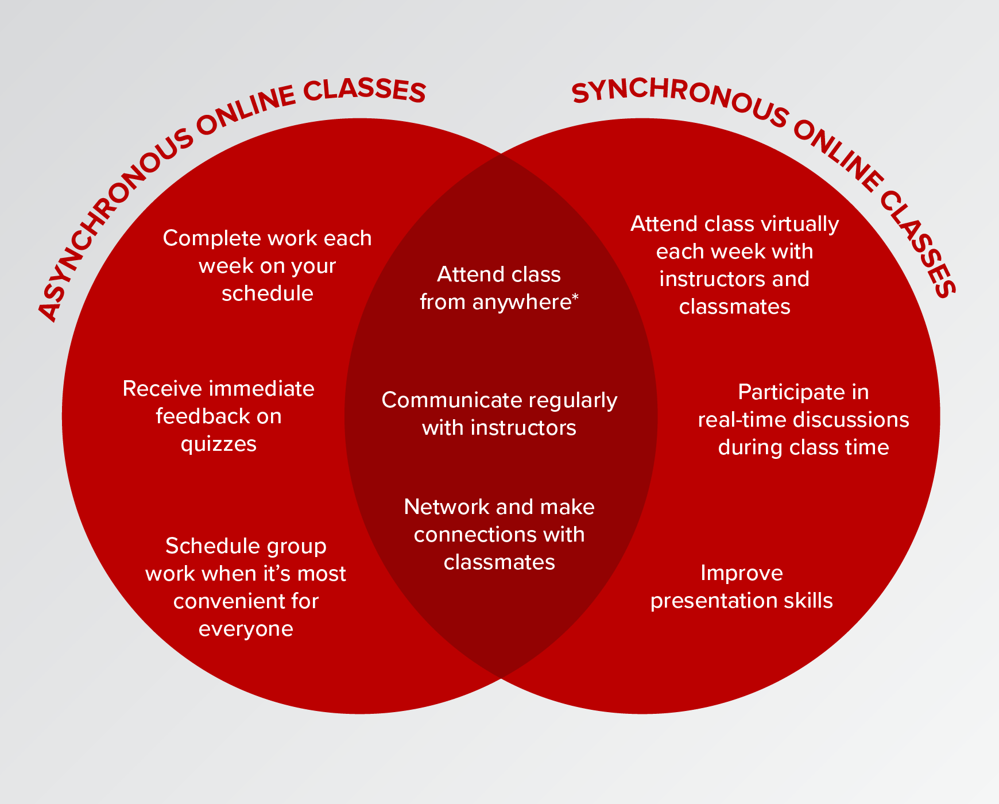 ASYNCHRONOUS ONLINE CLASSES
Complete work each
week on your
schedule
Receive immediate
feedback on
quizzes
Schedule group
work when it’s most
convenient for
everyone
Attend class
from anywhere*
Communicate regularly
with instructors
Network and make
connections with
classmates
SYNCHRONOUS ONLINE CLASSES
Attend class virtually
each week with
instructors and
classmates
Participate in
real-time discussions
during class time
Improve
presentation skills